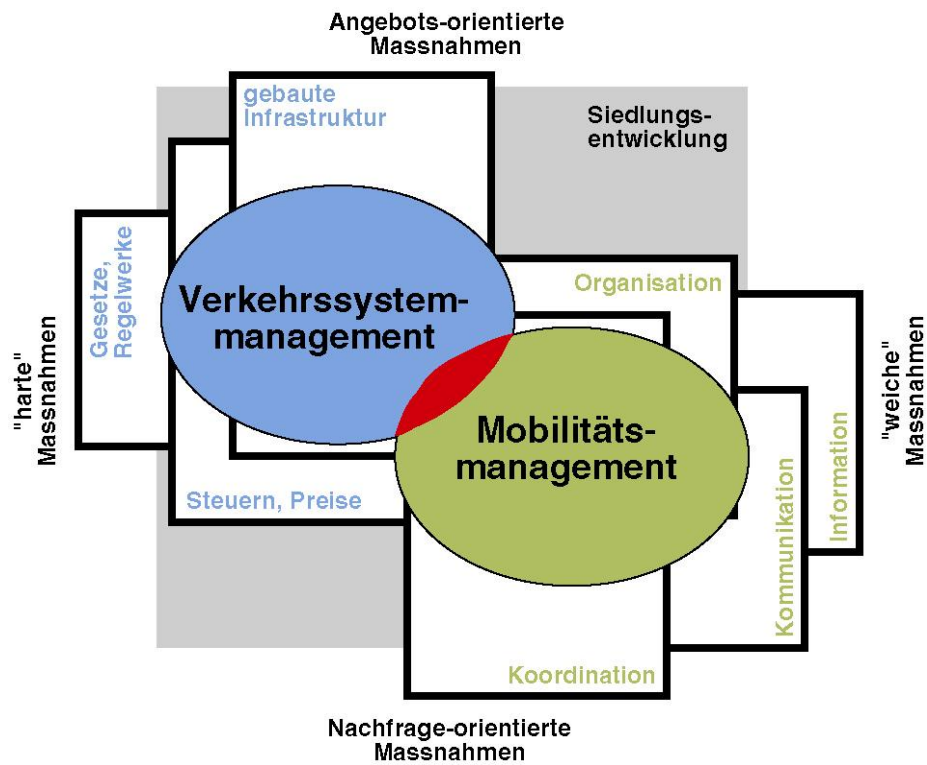 Angebots-orientierte
Massnahmen
gebaute
Infrastruktur
Siedlungs-
entwicklung
Gesetze,
Regelwerke
"harte"
Massnahmen
Verkehrssystem-
management
Organisation
Mobilitäts-
management
"weiche"
Massnahmen
Information
Kommunikation
Steuern, Preise
Koordination
Nachfrage-orientierte
Massnahmen